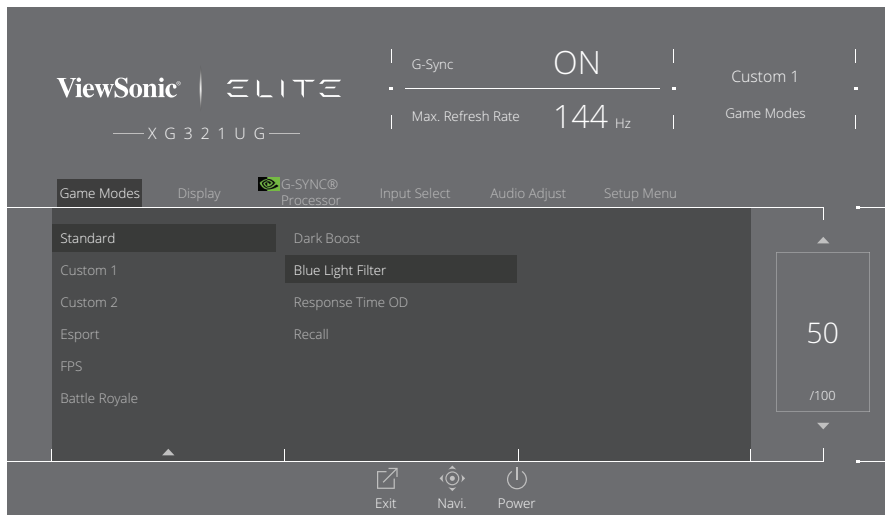 ViewSonic® ELITE
XG321UG
G-Sync ON
Max. Refresh Rate 144 Hz
Custom 1
Game Modes
Game Modes Display G-SYNC® Processor Input Select Audio Adjust Setup Menu
Standard
Custom 1
Custom 2
Esport
FPS
Battle Royale
Dark Boost
Blue Light Filter
Response Time OD
Recall
50
/100
Exit Navi. Power